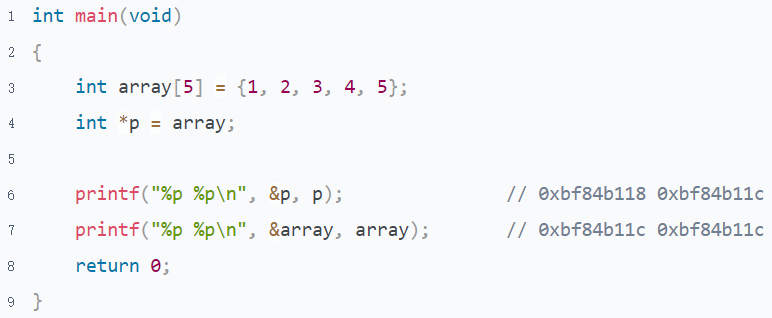 1 int main(void)
2 {
3     int array[5] = {1, 2, 3, 4, 5};
4     int *p = array;
5
6     printf("%p %p\n", &p, p);               // 0xbf84b118 0xbf84b11c
7     printf("%p %p\n", &array, array);       // 0xbf84b11c 0xbf84b11c
8     return 0;
9 }